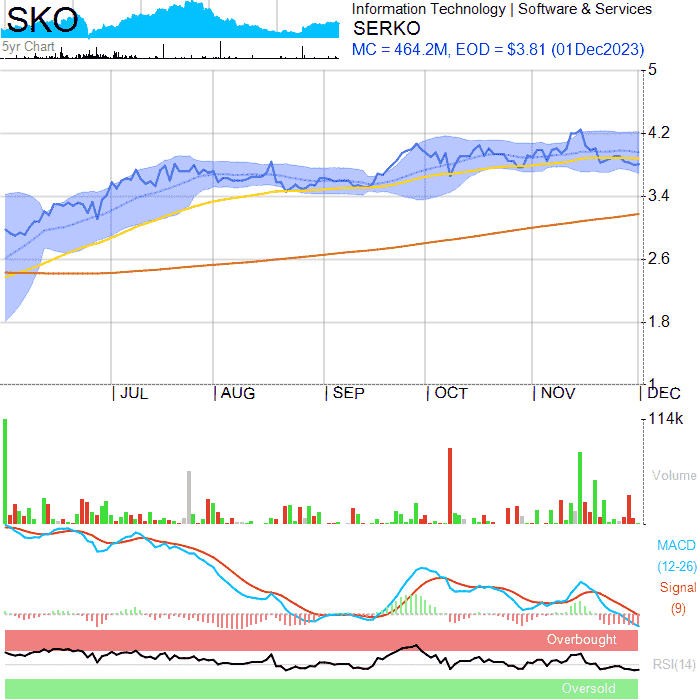 SKO
5yr Chart
Information Technology | Software & Services
SERKO
MC = 464.2M, EOD = $3.81 (01Dec2023)
5
4.2
3.4
2.6
1.8
1
| JUL | AUG | SEP | OCT | NOV | DEC
114k
Volume
MACD
(12-26)
Signal
(9)
Overbought
RSI(14)
Oversold